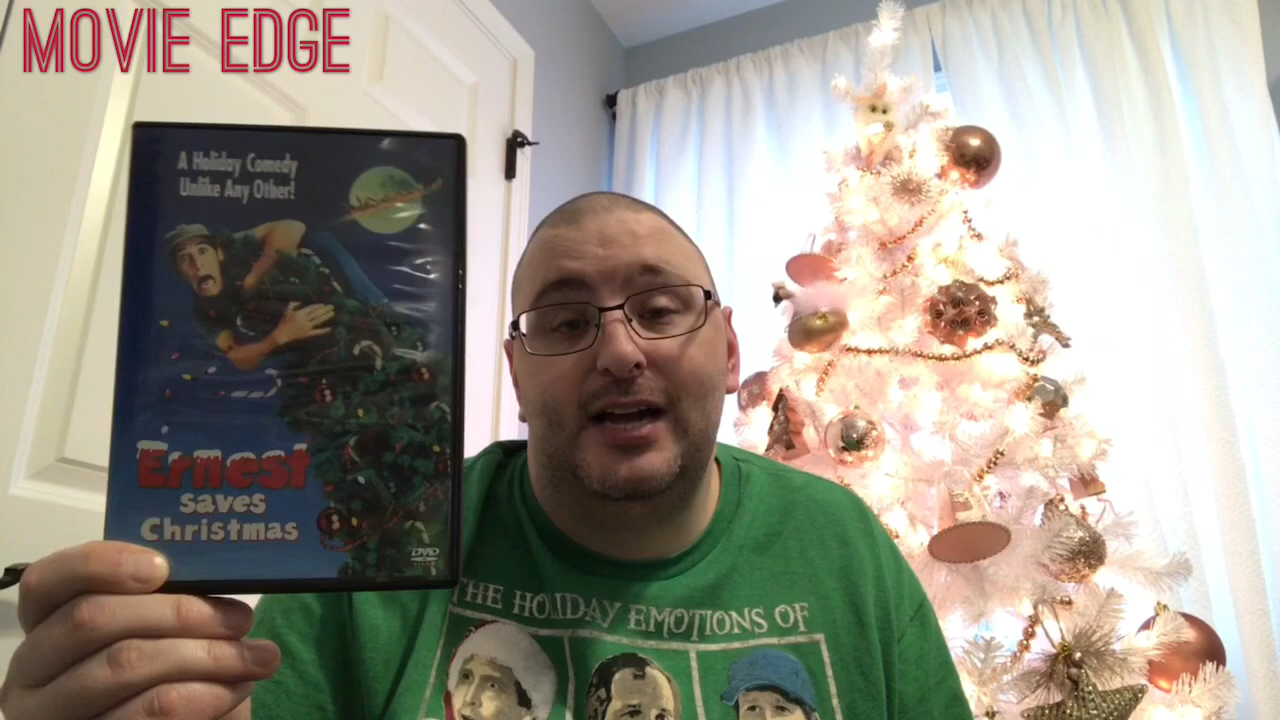 MOVIE EDGE
A Holiday Comedy
Unlike Any Other!
Ernest
saves
Christmas
DVD
THE HOLIDAY EMOTIONS OF